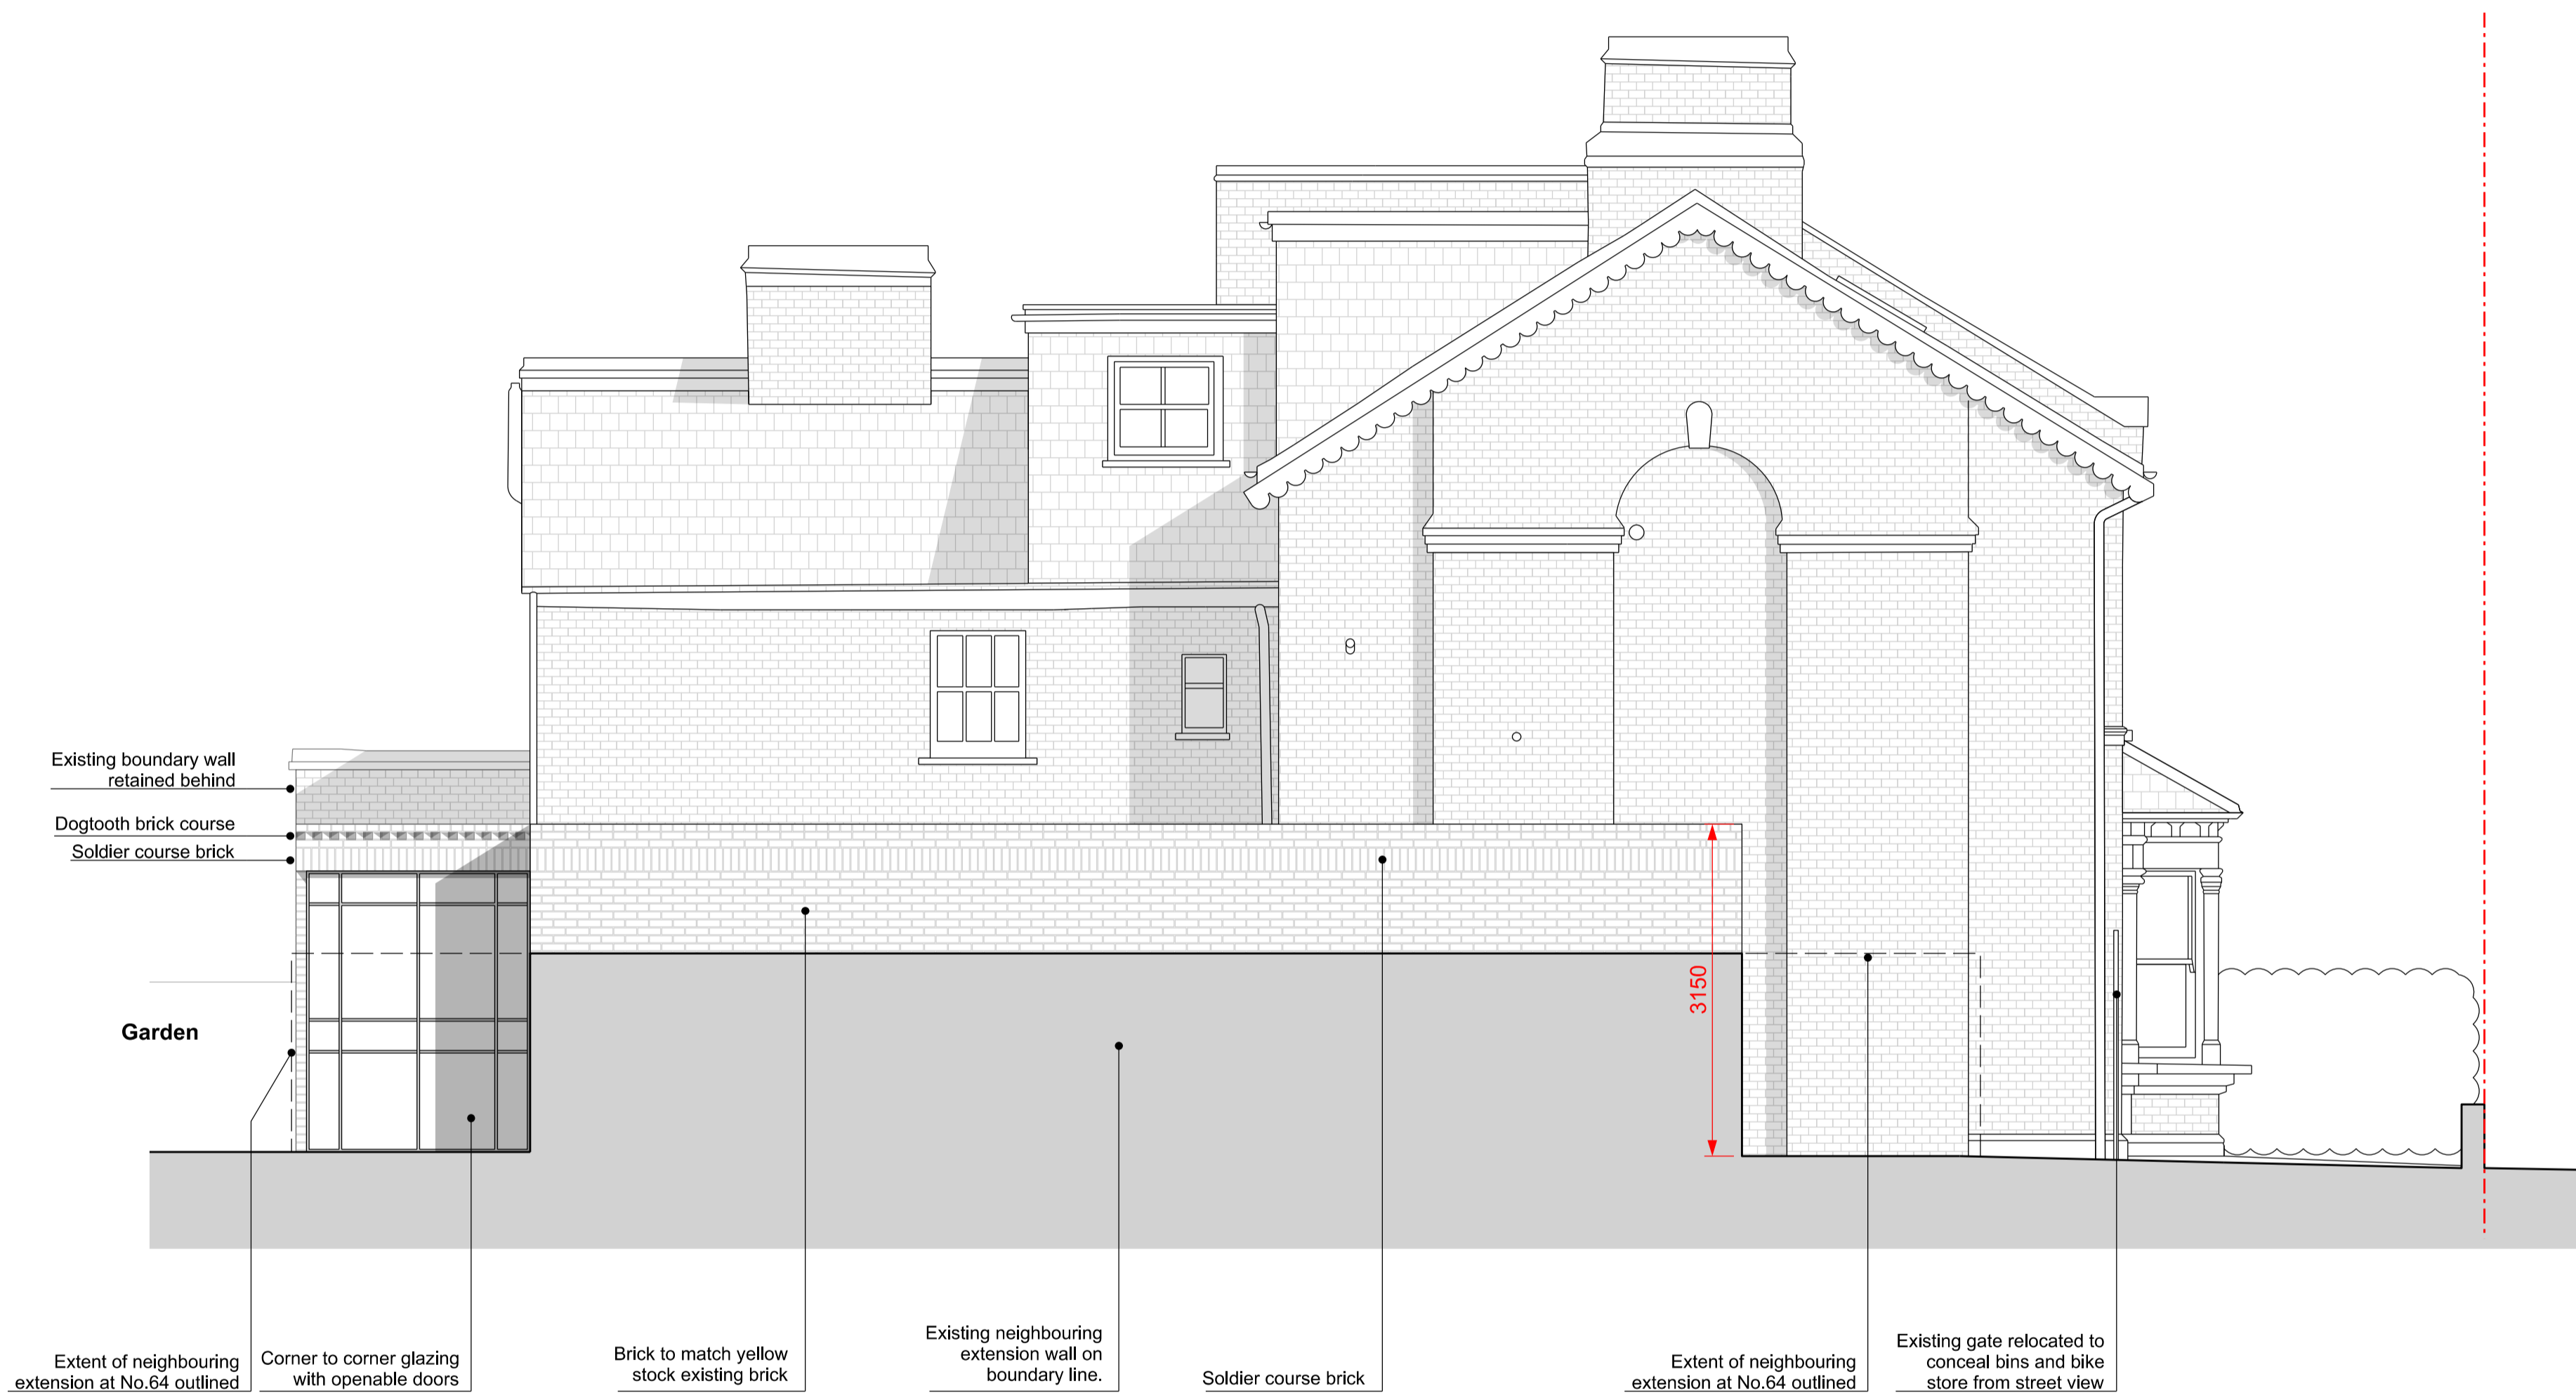 Existing boundary wall
retained behind
Dogtooth brick course
Soldier course brick
Garden
3150
Extent of neighbouring
extension at No.64 outlined
Corner to corner glazing
with openable doors
Brick to match yellow
stock existing brick
Existing neighbouring
extension wall on
boundary line.
Soldier course brick
Extent of neighbouring
extension at No.64 outlined
Existing gate relocated to
conceal bins and bike
store from street view